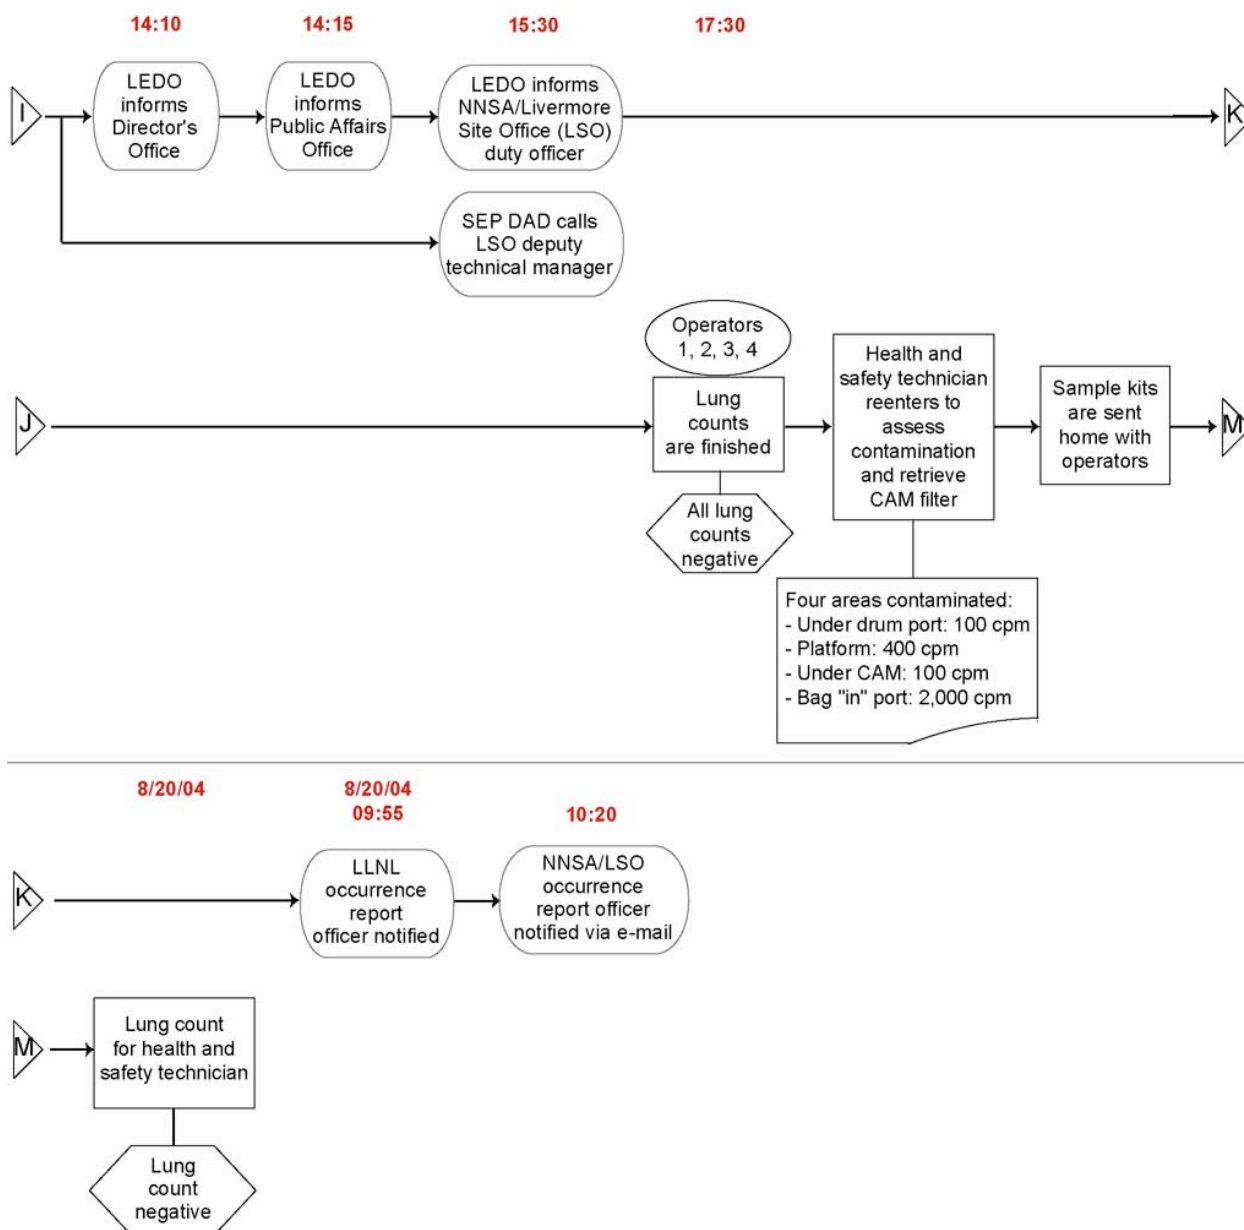 14:10
14:15
15:30
17:30
I
LEDO
informs
Director's
Office
LEDO
informs
Public Affairs
Office
LEDO informs
NNSA/Livermore
Site Office (LSO)
duty officer
K
SEP DAD calls
LSO deputy
technical manager
J
Operators
1, 2, 3, 4
Lung
counts
are finished
All lung
counts
negative
Health and
safety technician
reenters to
assess
contamination
and retrieve
CAM filter
Four areas contaminated:
- Under drum port: 100 cpm
- Platform: 400 cpm
- Under CAM: 100 cpm
- Bag "in" port: 2,000 cpm
Sample kits
are sent
home with
operators
M
8/20/04
8/20/04
09:55
10:20
K
LLNL
occurrence
report
officer notified
NNSA/LSO
occurrence
report officer
notified via e-mail
M
Lung count
for health and
safety technician
Lung
count
negative